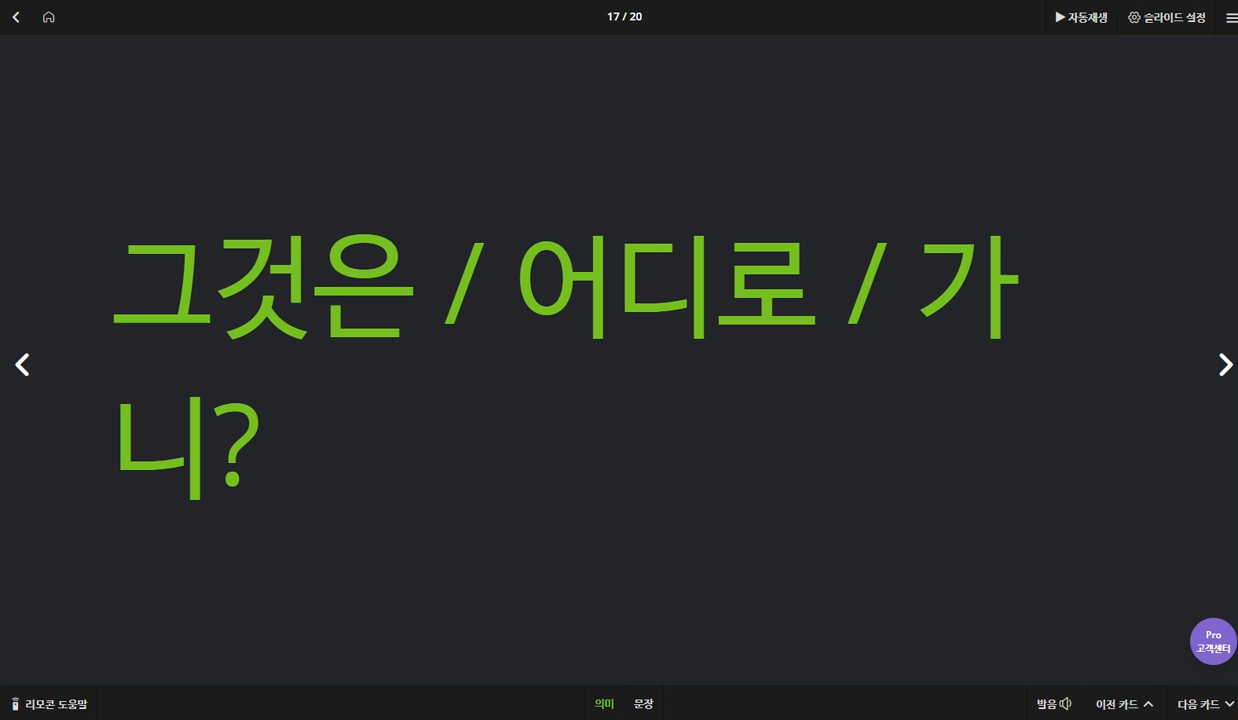 17 / 20
▶ 자동재생
슬라이드 설정
그것은 / 어디로 / 가
니?
Pro
고객센터
리모콘 도움말
의미
문장
발음
이전 카드
다음 카드